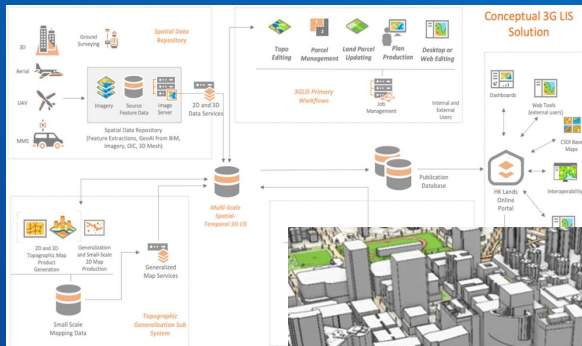 Conceptual 3G LIS
Solution
3D
Ground
Surveying
Spatial Data
Repository
Aerial
UAV
MMS
Imagery
Source
Feature Data
Image
Server
2D and 3D
Data Services
Spatial Data Repository
(Feature Extractions, GeoAI from BIM,
Imagery, OIC, 3D Mesh)
Topo
Editing
Parcel
Management
Land Parcel
Updating
Plan
Production
Desktop or
Web Editing
3GLIS Primary
Workflows
Job
Management
Internal and
External
Users
Dashboards
Web Tools
(external users)
CSDI Base
Maps
HK Lands
Online
Portal
Interoperability
Publication
Database
Multi-Scale
Spatial-
Temporal 3G LIS
2D and 3D
Topographic Map
Product
Generation
Generalization
and Small-Scale
2D Map
Production
Generalized
Map Services
Small Scale
Mapping Data
Topographic
Generalization Sub
System